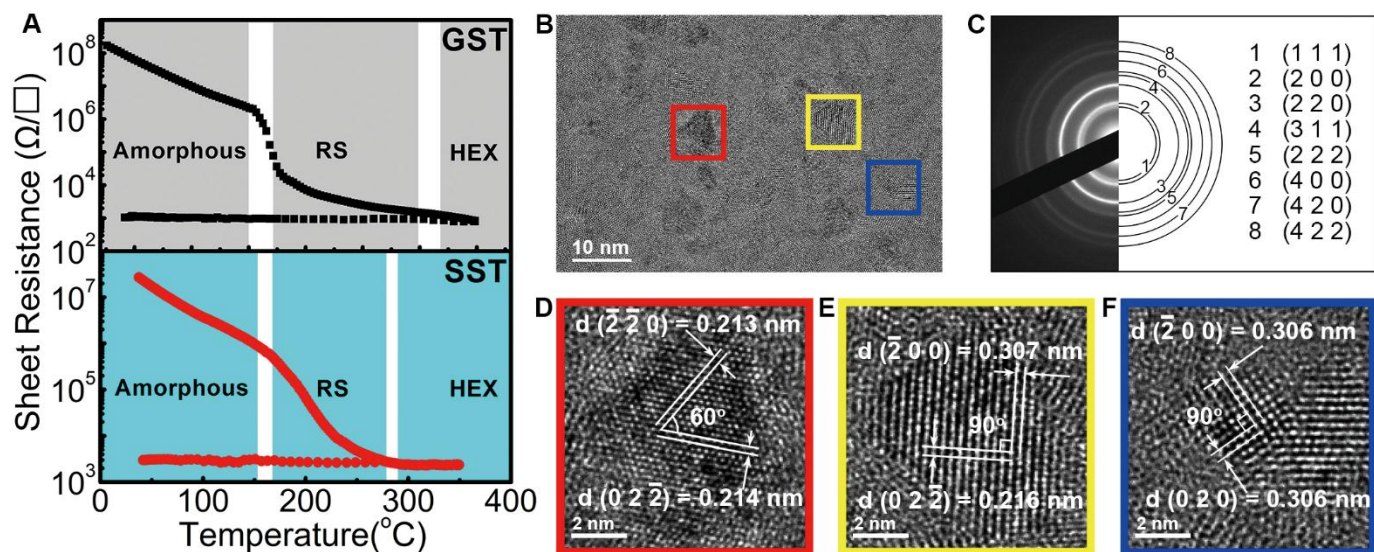 A
GST
10⁸
10⁶
10⁴
10²
Amorphous
RS
HEX
SST
10⁷
10⁵
10³
Amorphous
RS
HEX
Sheet Resistance (Ω/□)
0
100
200
300
400
Temperature(°C)
B
10 nm
C
8
6
4
2
1
3
5
7
1 (1 1 1)
2 (2 0 0)
3 (2 2 0)
4 (3 1 1)
5 (2 2 2)
6 (4 0 0)
7 (4 2 0)
8 (4 2 2)
D
d (2̄ 2̄ 0) = 0.213 nm
60°
d (0 2 2̄) = 0.214 nm
2 nm
E
d (2̄ 0 0) = 0.307 nm
90°
d (0 2 2̄) = 0.216 nm
2 nm
F
d (2̄ 0 0) = 0.306 nm
90°
d (0 2 0) = 0.306 nm
2 nm